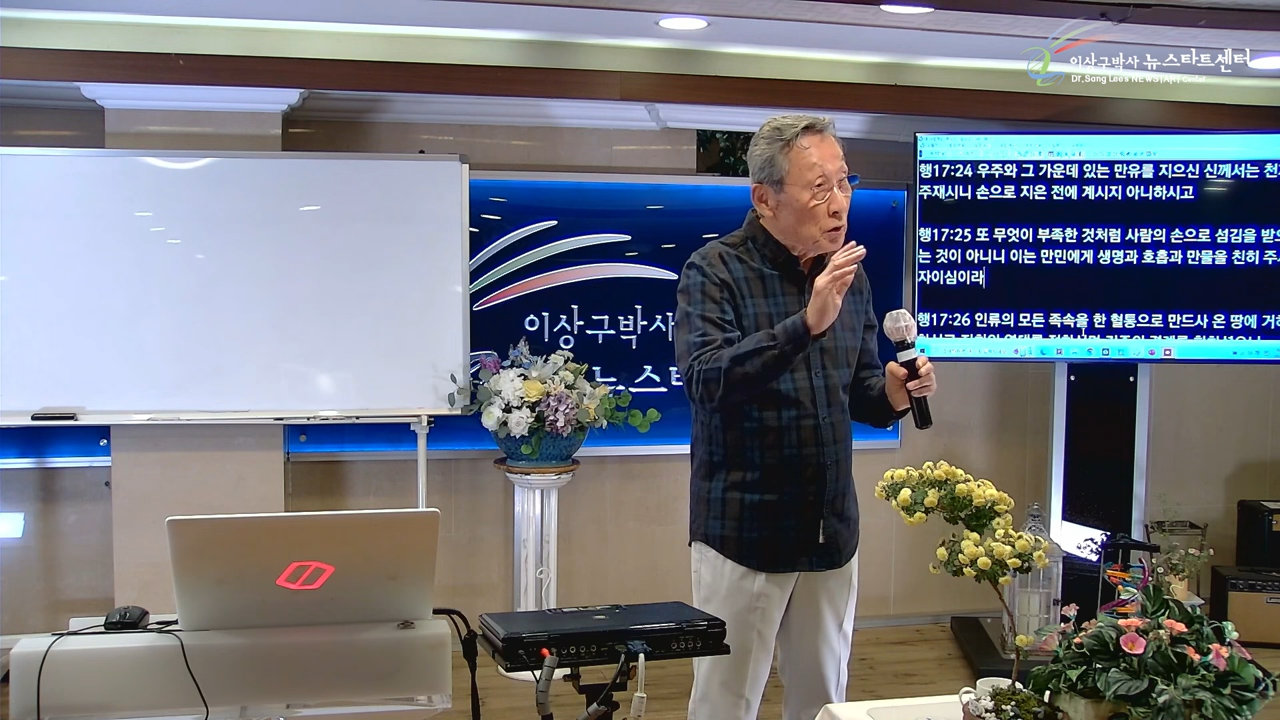 이상구박사 뉴스타트센터
Dr.Sang Lee's NEWSTART Center
행17:24 우주와 그 가운데 있는 만유를 지으신 신께서는 천
주재시니 손으로 지은 전에 계시지 아니하시고
행17:25 또 무엇이 부족한 것처럼 사람의 손으로 섬김을 받으
는 것이 아니니 이는 만민에게 생명과 호흡과 만물을 친히 주
자이심이라
행17:26 인류의 모든 족속을 한 혈통으로 만드사 온 땅에 거
이상구박사
뉴스타